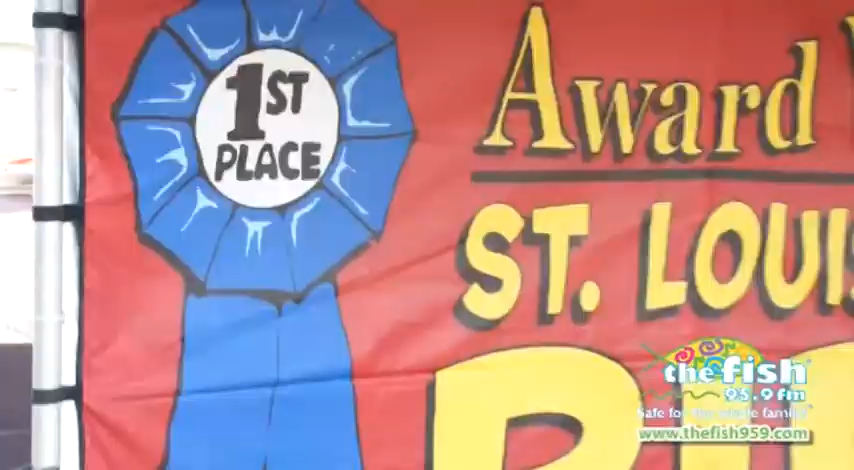 1ST
PLACE
Award
ST. LOUIS
the fish
95.9 fm
Safe for the whole family
www.thefish959.com